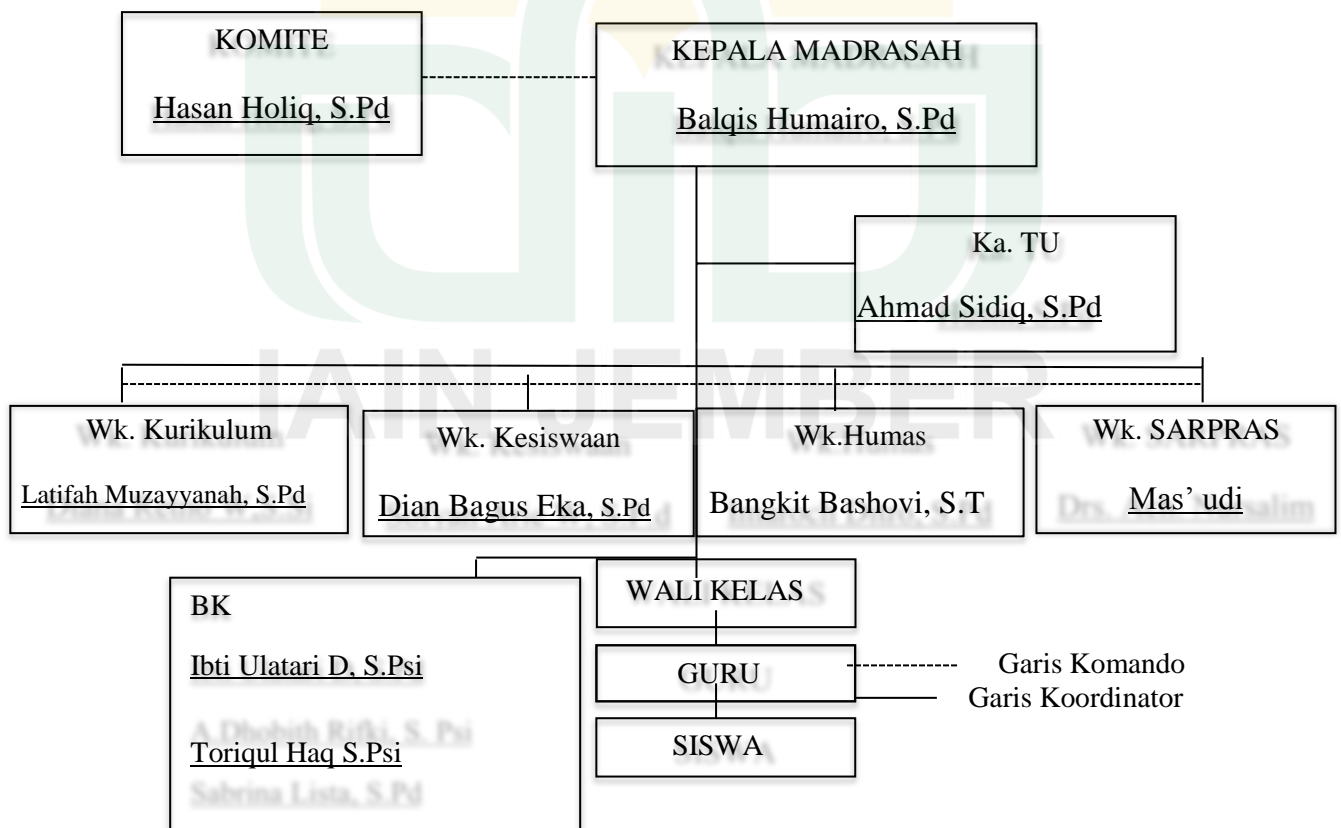 KOMITE
Hasan Holiq, S.Pd
KEPALA MADRASAH
Balqis Humairo, S.Pd
Ka. TU
Ahmad Sidiq, S.Pd
IAIN JEMBER
Wk. Kurikulum
Latifah Muzayyanah, S.Pd
Wk. Kesiswaan
Dian Bagus Eka, S.Pd
Wk.Humas
Bangkit Bashovi, S.T
Wk. SARPRAS
Mas’ udi
BK
Ibti Ulatari D, S.Psi
A.Dhobith Rifki, S. Psi
Toriqul Haq S.Psi
Sabrina Lista, S.Pd
WALI KELAS
GURU
SISWA
Garis Komando
Garis Koordinator